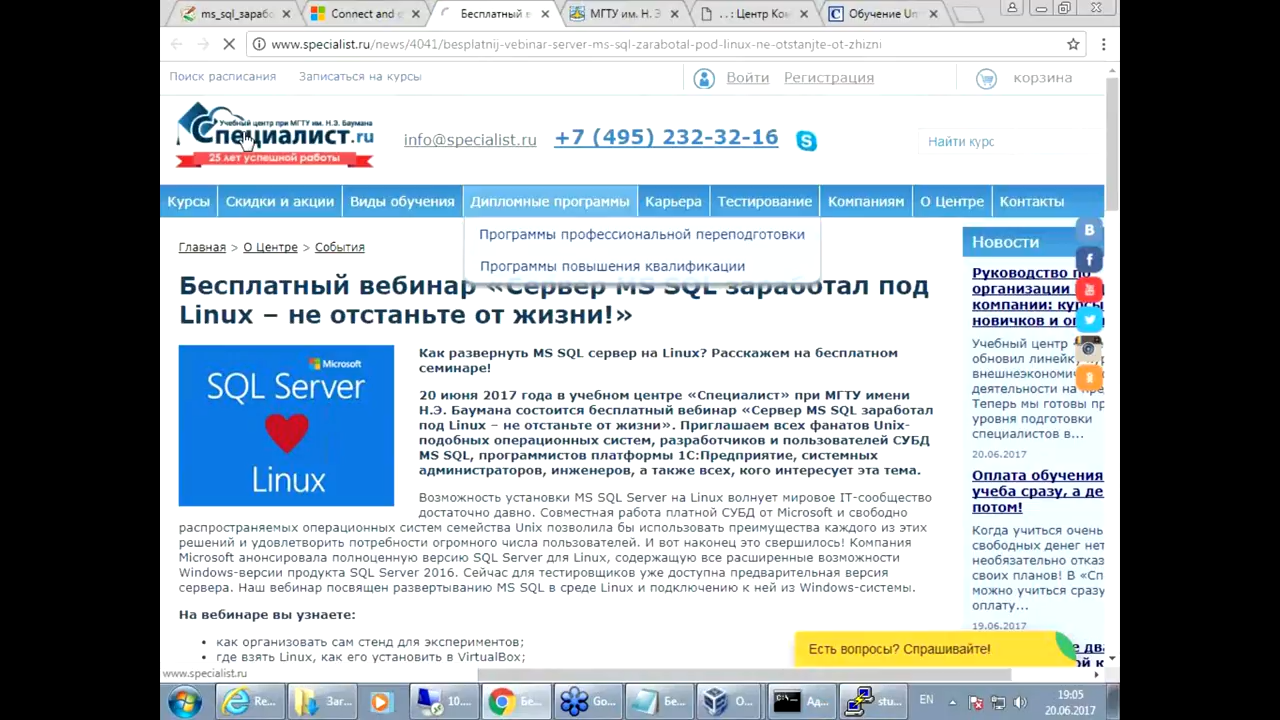 ms_sql_зарабо
Connect and
Бесплатный в
МГТУ им. Н. Э
. . : Центр Ко
Обучение Un
www.specialist.ru/news/4041/besplatnij-vebinar-server-ms-sql-zarabotal-pod-linux-ne-otstanjte-ot-zhizni
Поиск расписания
Записаться на курсы
Войти
Регистрация
корзина
Учебный центр при МГТУ им. Н.Э. Баумана
Специалист.ru
25 лет успешной работы
info@specialist.ru
+7 (495) 232-32-16
Найти курс
Курсы
Скидки и акции
Виды обучения
Дипломные программы
Карьера
Тестирование
Компаниям
О Центре
Контакты
Программы профессиональной переподготовки
Программы повышения квалификации
Главная > О Центре > События
Бесплатный вебинар «Сервер MS SQL заработал под
Linux – не отстаньте от жизни!»
Microsoft
SQL Server
Linux
Как развернуть MS SQL сервер на Linux? Расскажем на бесплатном
семинаре!
20 июня 2017 года в учебном центре «Специалист» при МГТУ имени
Н.Э. Баумана состоится бесплатный вебинар «Сервер MS SQL заработал
под Linux – не отстаньте от жизни». Приглашаем всех фанатов Unix-
подобных операционных систем, разработчиков и пользователей СУБД
MS SQL, программистов платформы 1С:Предприятие, системных
администраторов, инженеров, а также всех, кого интересует эта тема.
Возможность установки MS SQL Server на Linux волнует мировое IT-сообщество
достаточно давно. Совместная работа платной СУБД от Microsoft и свободно
распространяемых операционных систем семейства Unix позволила бы использовать преимущества каждого из этих
решений и удовлетворить потребности огромного числа пользователей. И вот наконец это свершилось! Компания
Microsoft анонсировала полноценную версию SQL Server для Linux, содержащую все расширенные возможности
Windows-версии продукта SQL Server 2016. Сейчас для тестировщиков уже доступна предварительная версия
сервера. Наш вебинар посвящен развертыванию MS SQL в среде Linux и подключению к ней из Windows-системы.
На вебинаре вы узнаете:
как организовать сам стенд для экспериментов;
где взять Linux, как его установить в VirtualBox;
Новости
Руководство по
организации
компании: курсы
новичков и
Учебный центр
обновил линейку
внешнеэкономич
деятельности на
Теперь мы готовы пр
уровня подготовки
специалистов в...
20.06.2017
Оплата обучения
учеба сразу, а де
потом!
Когда учиться очень
свободных денег нет
необязательно отказ
своих планов! В «Сп
можно учиться сразу
оплату...
19.06.2017
Есть вопросы? Спрашивайте!
www.specialist.ru
Re...
Заг...
10....
Бе...
Go...
Бе...
O...
Ад...
stu...
EN
19:05
20.06.2017